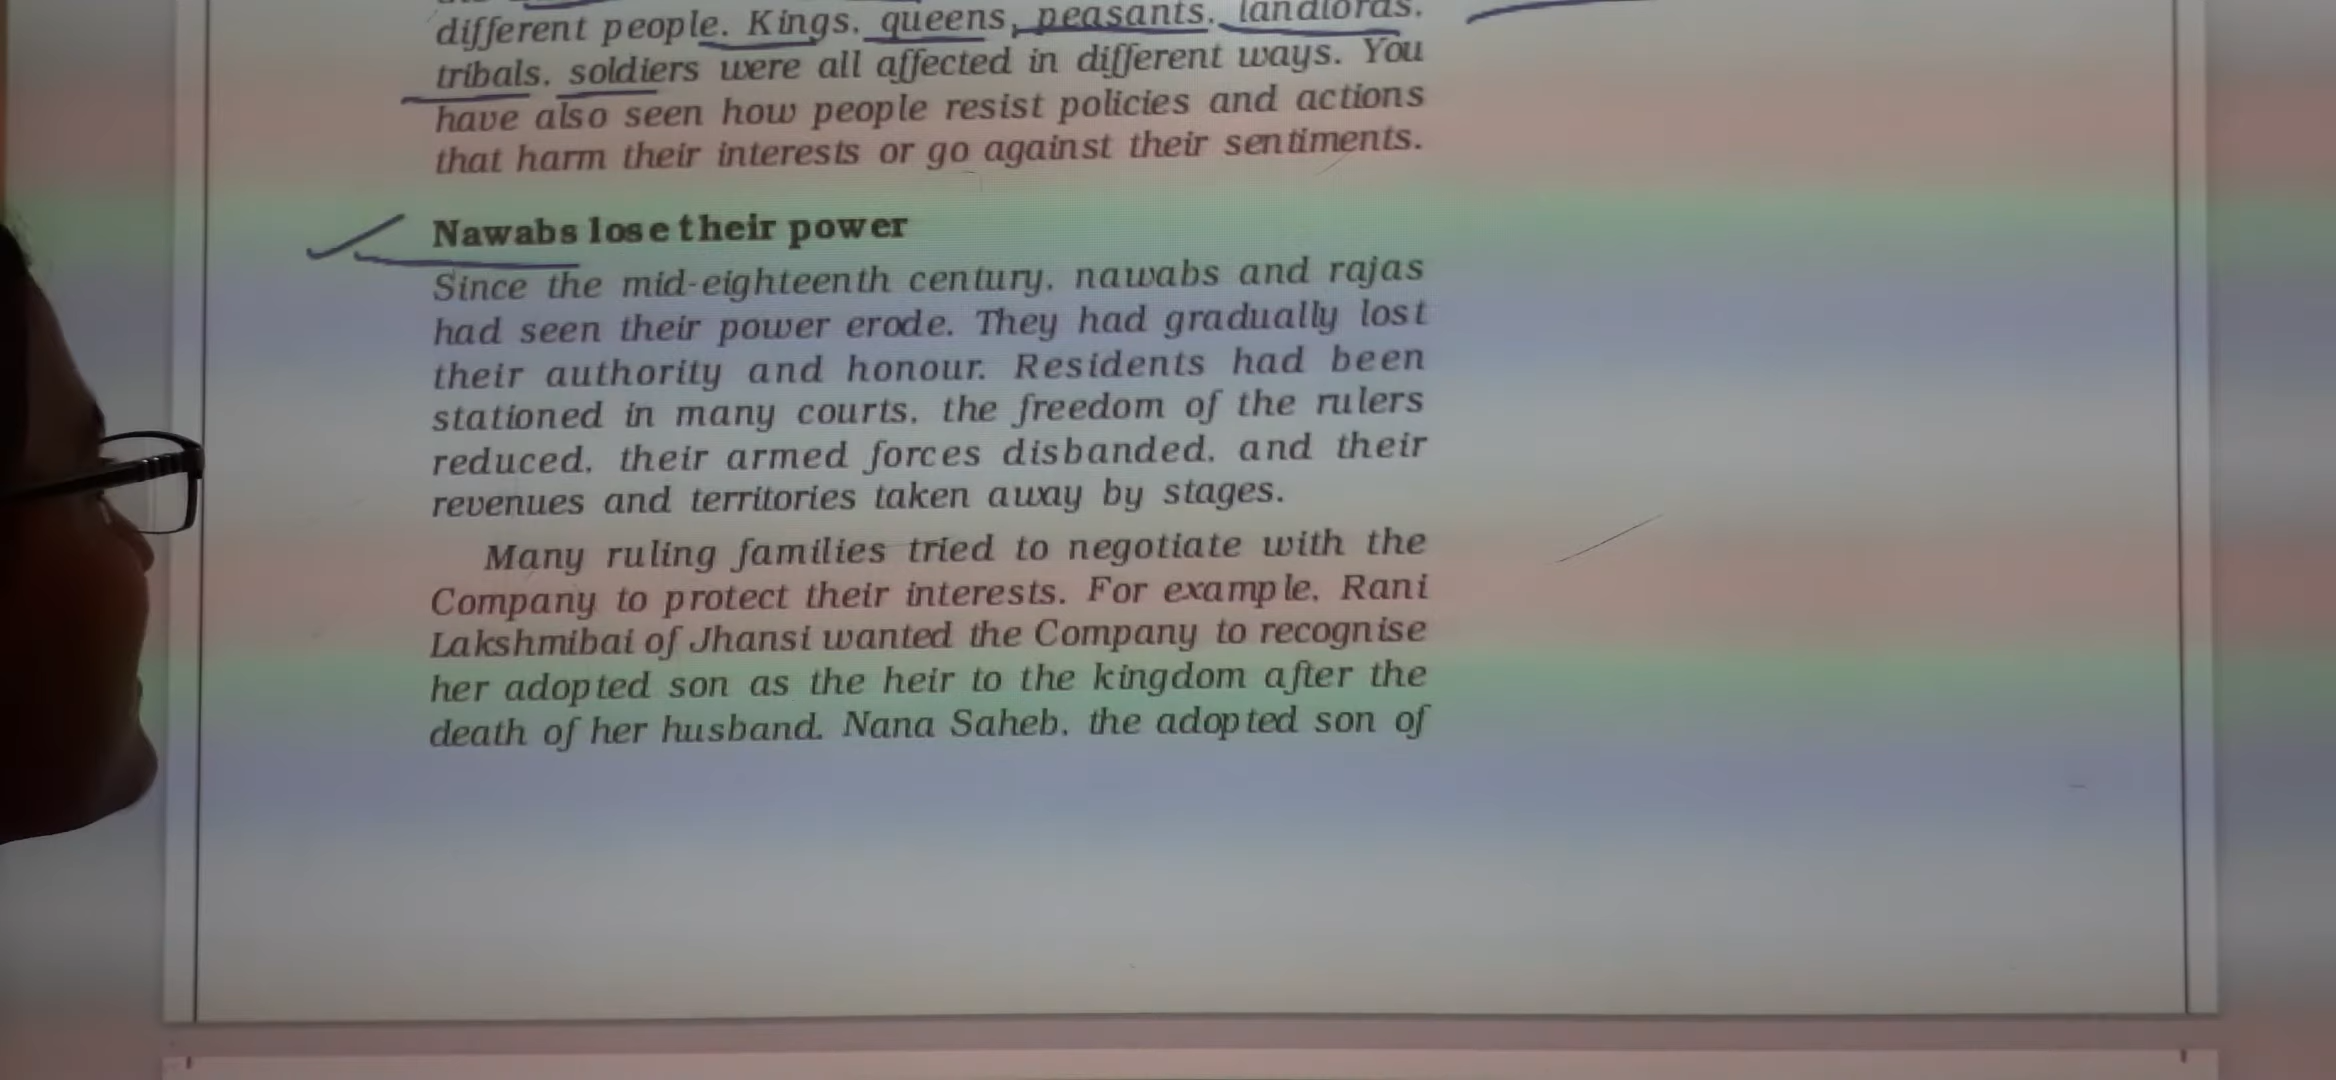 different people. Kings, queens, peasants, landlords,
tribals, soldiers were all affected in different ways. You
have also seen how people resist policies and actions
that harm their interests or go against their sentiments.
Nawabs lose their power
Since the mid-eighteenth century, nawabs and rajas
had seen their power erode. They had gradually lost
their authority and honour. Residents had been
stationed in many courts, the freedom of the rulers
reduced, their armed forces disbanded, and their
revenues and territories taken away by stages.
Many ruling families tried to negotiate with the
Company to protect their interests. For example, Rani
Lakshmibai of Jhansi wanted the Company to recognise
her adopted son as the heir to the kingdom after the
death of her husband. Nana Saheb, the adopted son of